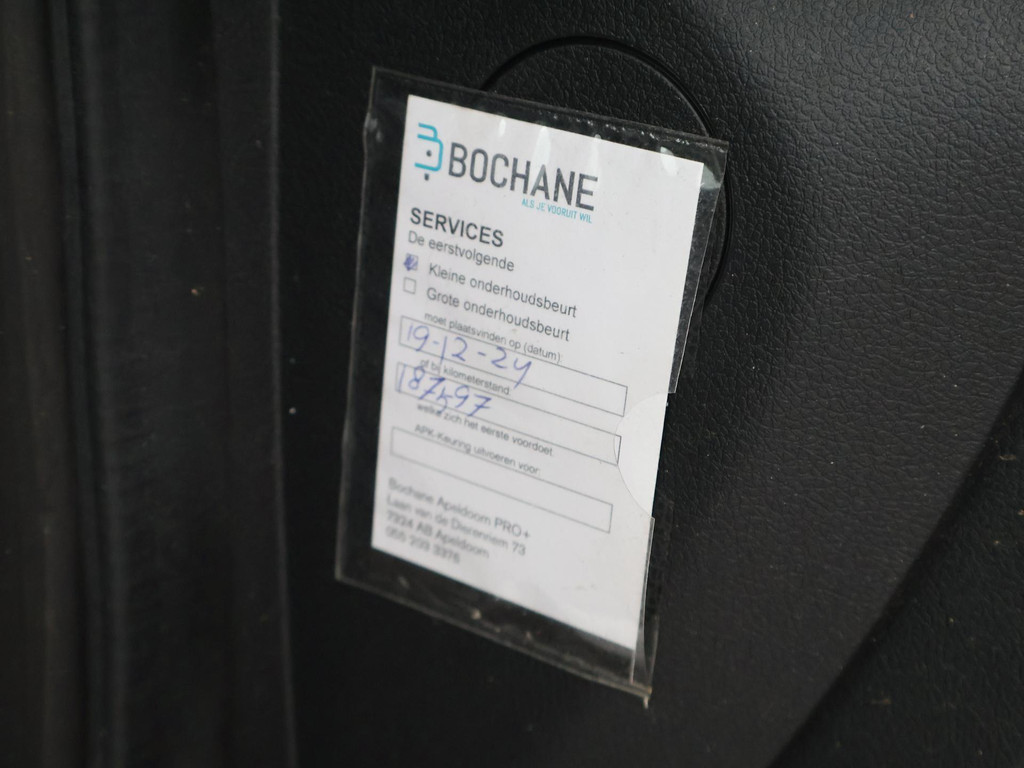 BOCHANE
ALS JE VOORUIT WIL
SERVICES
De eerstvolgende
Kleine onderhoudsbeurt
Grote onderhoudsbeurt
moet plaatsvinden op (datum):
19-12-24
of bij kilometerstand:
187597
welke zich het eerste voordoet
APK-Keuring uitvoeren voor:
Bochane Apeldoorn PRO+
Laan van de Dierenriem 73
7324 AB Apeldoorn